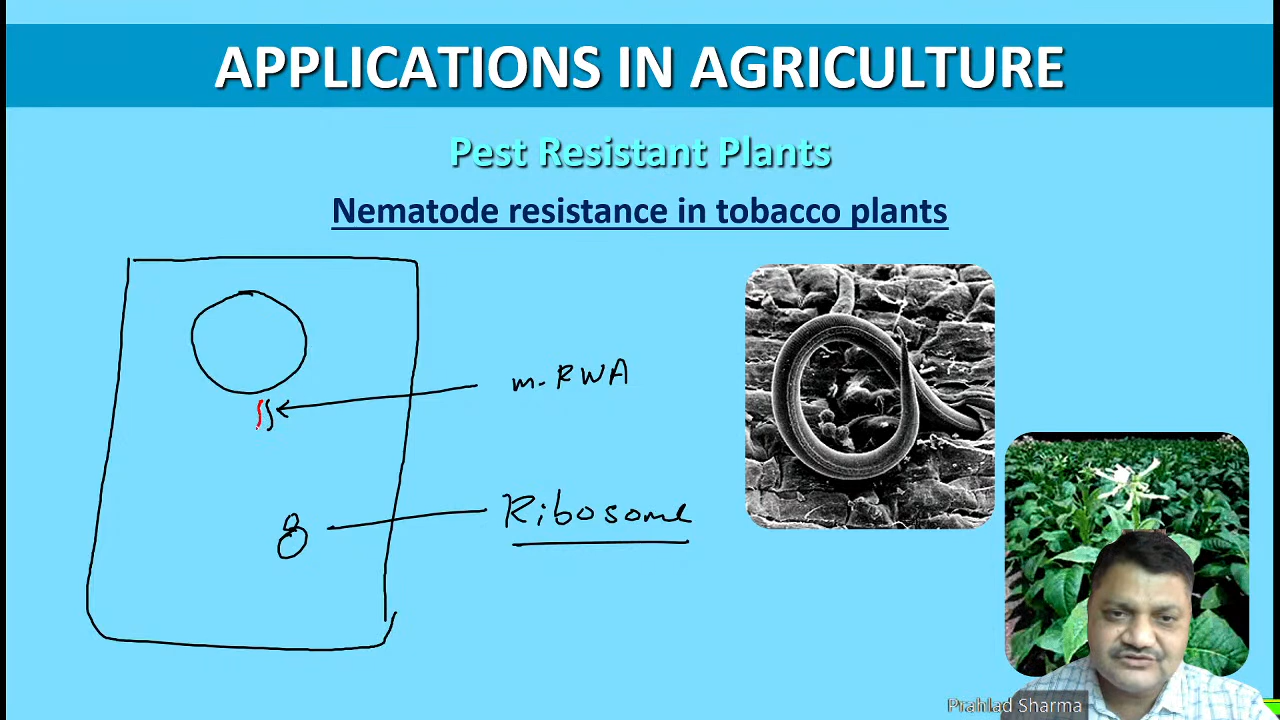 APPLICATIONS IN AGRICULTURE
Pest Resistant Plants
Nematode resistance in tobacco plants
m-RNA
Ribosome
Prahlad Sharma